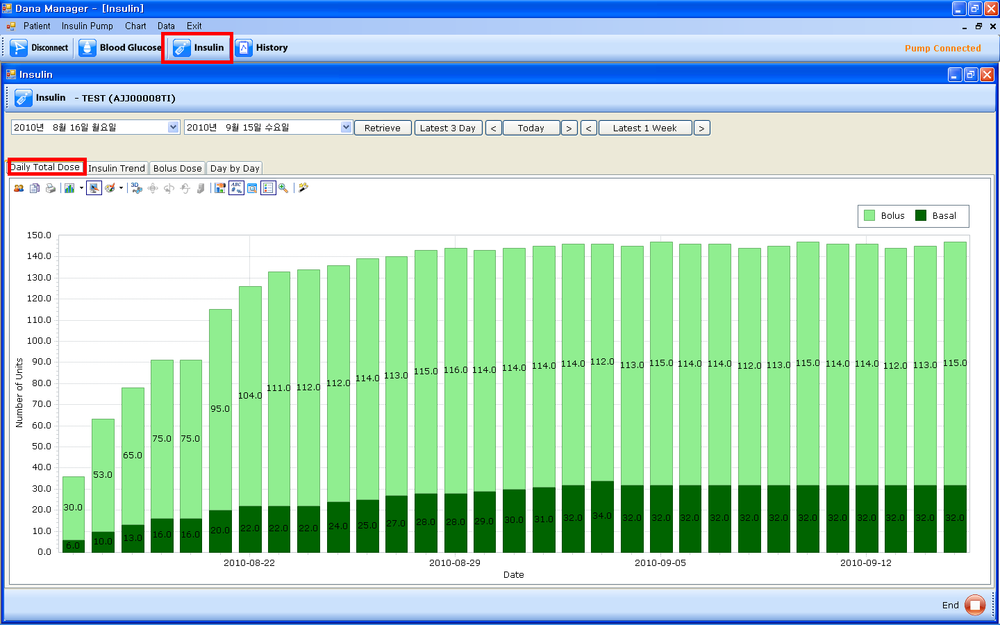 Dana Manager - [Insulin]
Patient Insulin Pump Chart Data Exit
Disconnect Blood Glucose Insulin History Pump Connected
Insulin
Insulin - TEST (AJJ00008TI)
2010년 8월 16일 월요일 2010년 9월 15일 수요일 Retrieve Latest 3 Day < Today > < Latest 1 Week >
Daily Total Dose Insulin Trend Bolus Dose Day by Day
3D ABC #%
Bolus Basal
Number of Units
150.0
140.0
130.0
120.0
110.0
100.0
90.0
80.0
70.0
60.0
50.0
40.0
30.0
20.0
10.0
0.0
30.0 53.0 65.0 75.0 75.0 95.0 104.0 111.0 112.0 112.0 114.0 113.0 115.0 116.0 114.0 114.0 114.0 114.0 112.0 113.0 115.0 114.0 114.0 112.0 113.0 115.0 114.0 114.0 112.0 113.0 115.0
6.0 10.0 13.0 16.0 16.0 20.0 22.0 22.0 22.0 24.0 25.0 27.0 28.0 28.0 29.0 30.0 31.0 32.0 34.0 32.0 32.0 32.0 32.0 32.0 32.0 32.0 32.0 32.0 32.0 32.0 32.0
2010-08-22 2010-08-29 2010-09-05 2010-09-12
Date
End